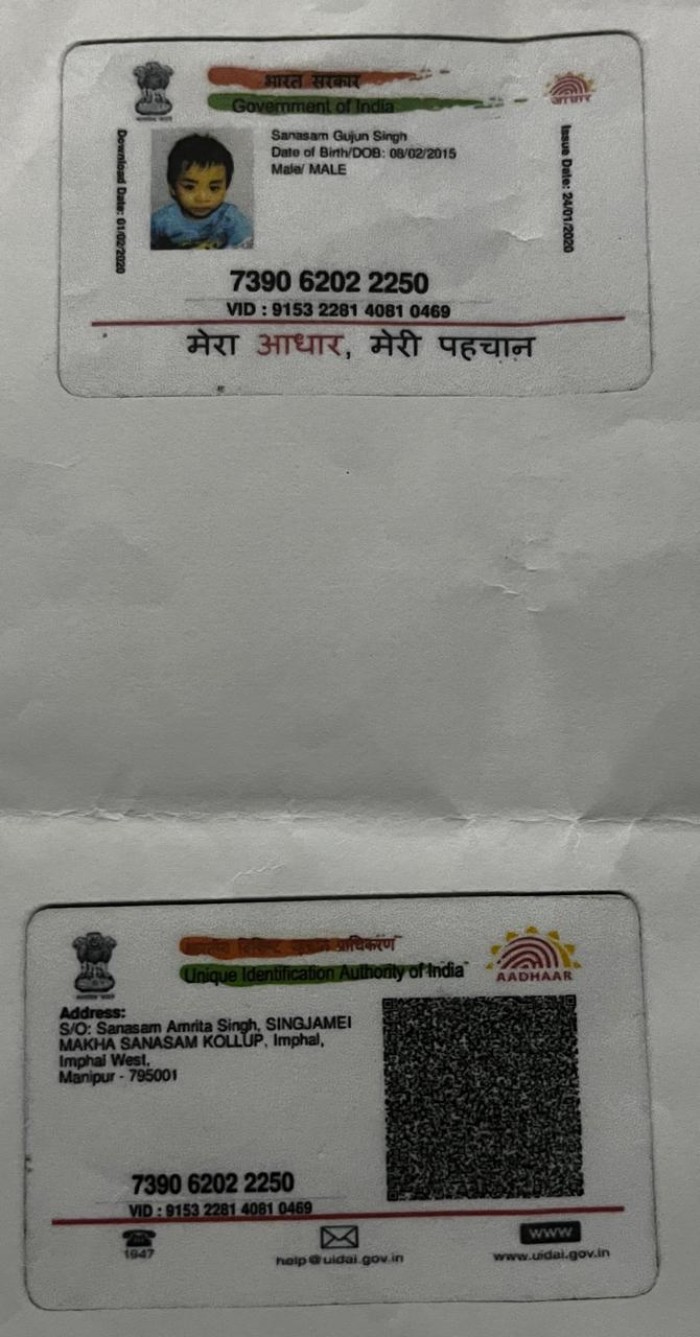 भारत सरकार
Government of India
आधार
Download Date: 01/02/2020
Sanasam Gujun Singh
Date of Birth/DOB: 08/02/2015
Male/ MALE
Issue Date: 24/01/2020
7390 6202 2250
VID : 9153 2281 4081 0469
मेरा आधार, मेरी पहचान
प्राधिकरण
Unique Identification Authority of India
AADHAAR
Address:
S/O: Sanasam Amrita Singh, SINGJAMEI
MAKHA SANASAM KOLLUP, Imphal,
Imphal West,
Manipur - 795001
7390 6202 2250
VID : 9153 2281 4081 0469
1947
help@uidai.gov.in
WWW
www.uidai.gov.in